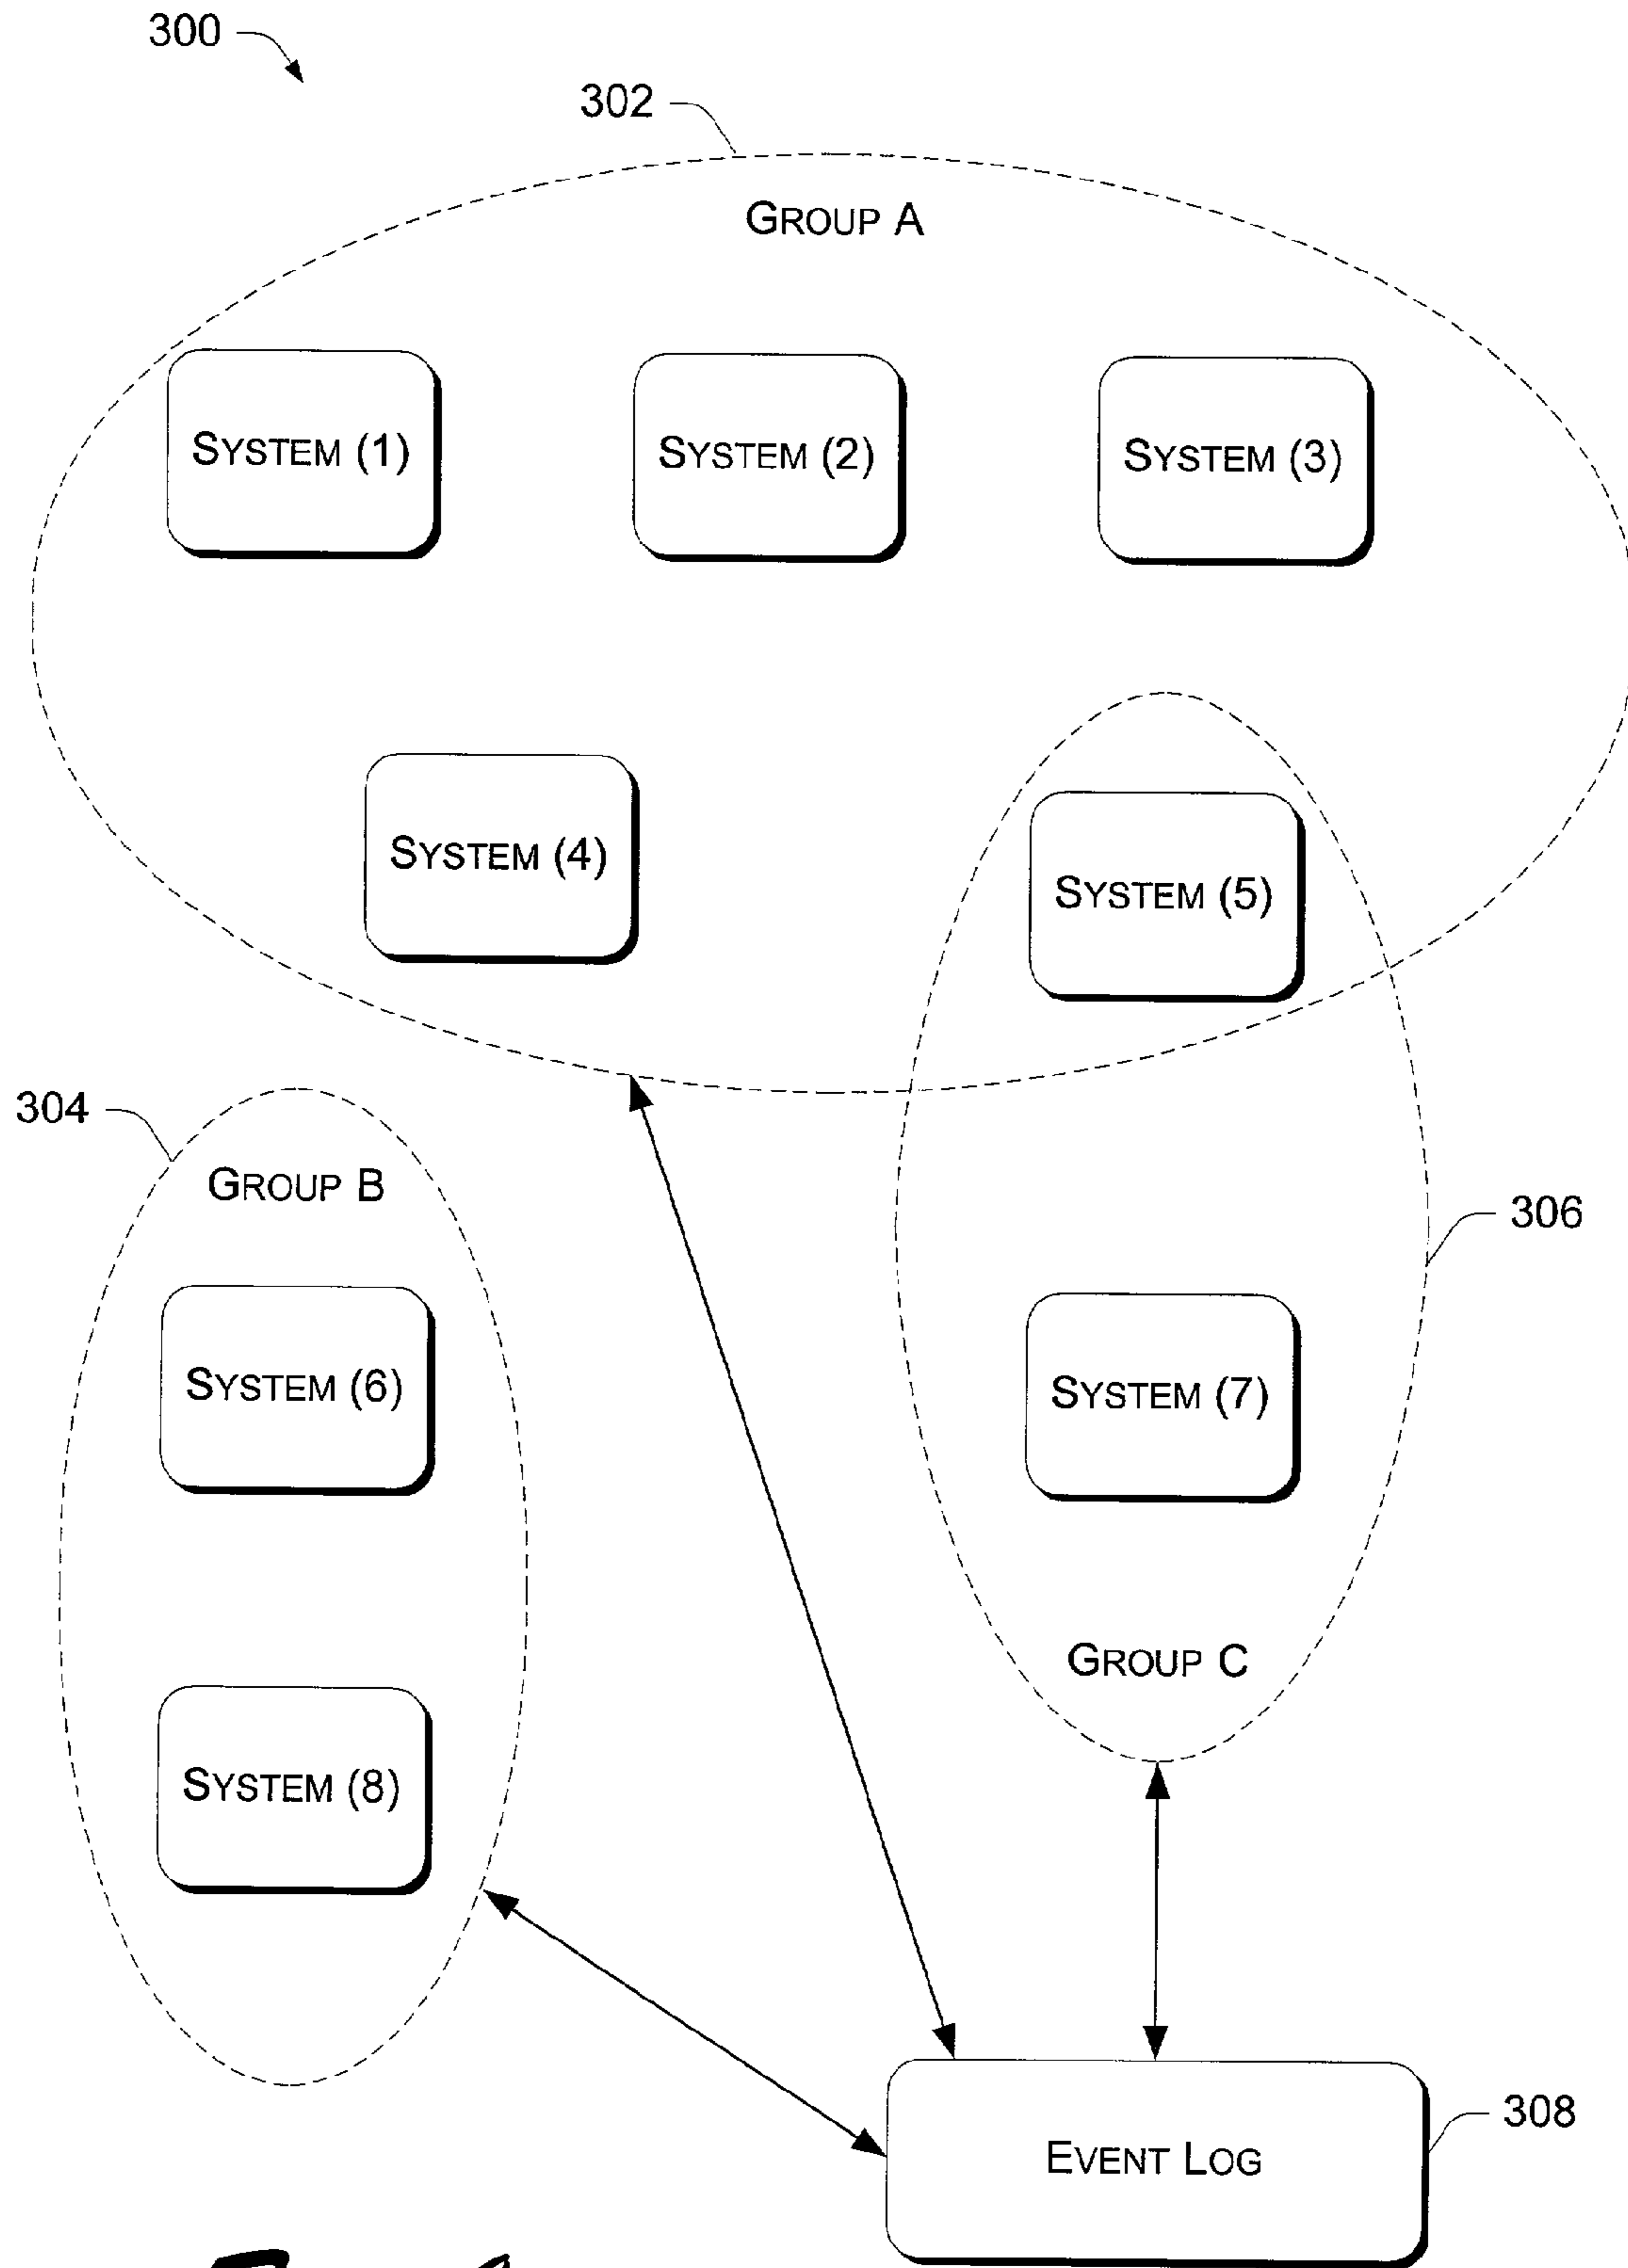 300
302
GROUP A
SYSTEM (1)
SYSTEM (2)
SYSTEM (3)
SYSTEM (4)
SYSTEM (5)
304
GROUP B
306
SYSTEM (6)
SYSTEM (7)
GROUP C
SYSTEM (8)
308
EVENT LOG